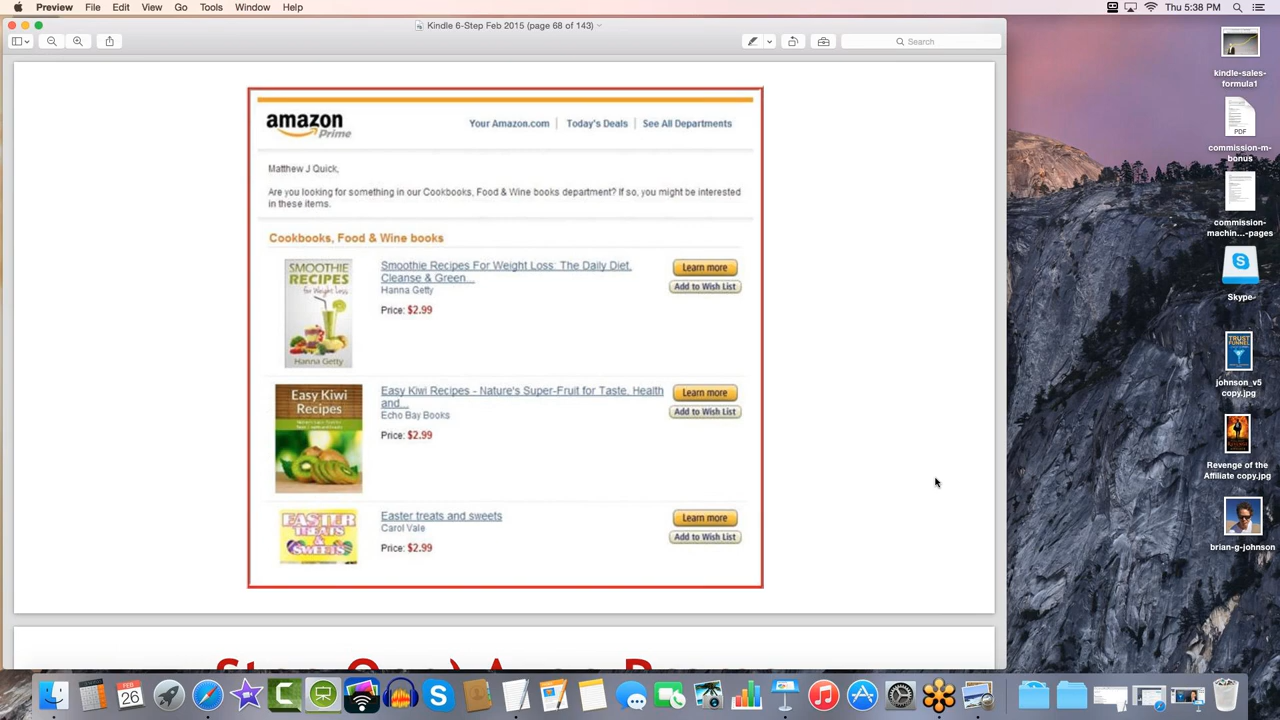 Preview File Edit View Go Tools Window Help
Thu 5:38 PM
Kindle 6-Step Feb 2015 (page 68 of 143)
Search
amazon
Prime
Your Amazon.com | Today's Deals | See All Departments
Matthew J Quick,
Are you looking for something in our Cookbooks, Food & Wine books department? If so, you might be interested
in these items.
Cookbooks, Food & Wine books
SMOOTHIE
RECIPES
for Weight Loss
Hanna Getty
Smoothie Recipes For Weight Loss: The Daily Diet,
Cleanse & Green...
Hanna Getty
Price: $2.99
Learn more
Add to Wish List
Easy Kiwi
Recipes
Easy Kiwi Recipes - Nature's Super-Fruit for Taste, Health
and...
Echo Bay Books
Price: $2.99
Learn more
Add to Wish List
EASTER
TREATS
&
SWEETS
Easter treats and sweets
Carol Vale
Price: $2.99
Learn more
Add to Wish List
kindle-sales-
formula1
PDF
commission-m-
bonus
commission-
machin...-pages
Skype-
TRUST
FUNNEL
johnson_v5
copy.jpg
Revenge of the
Affiliate copy.jpg
brian-g-johnson
FEB
26